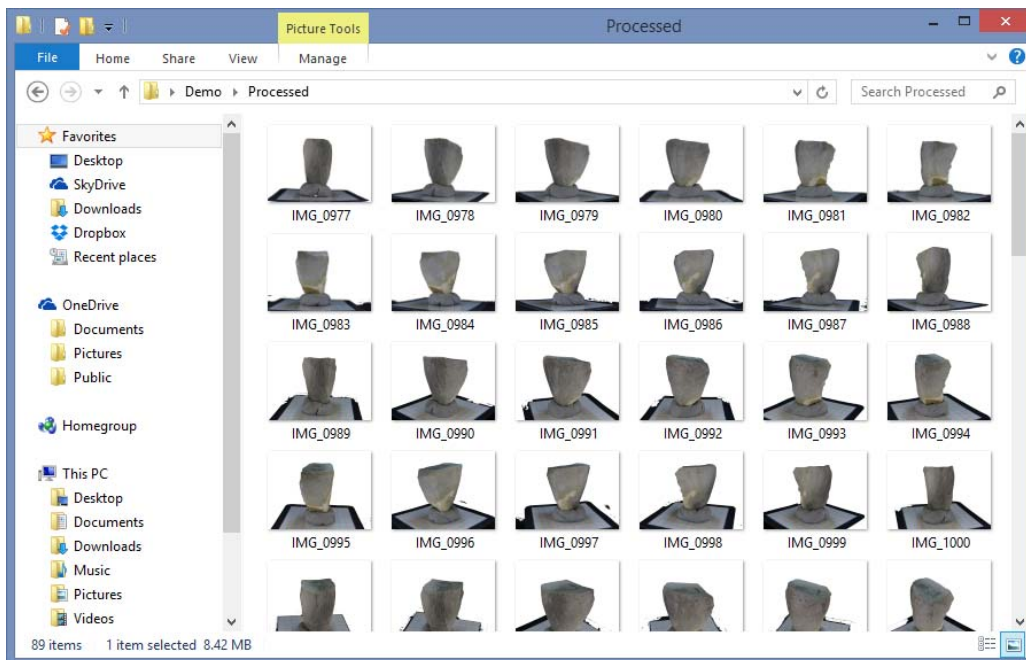 Picture Tools
Processed
File
Home
Share
View
Manage
Demo
Processed
Search Processed
Favorites
Desktop
SkyDrive
Downloads
Dropbox
Recent places
OneDrive
Documents
Pictures
Public
Homegroup
This PC
Desktop
Documents
Downloads
Music
Pictures
Videos
IMG_0977 IMG_0978 IMG_0979 IMG_0980 IMG_0981 IMG_0982
IMG_0983 IMG_0984 IMG_0985 IMG_0986 IMG_0987 IMG_0988
IMG_0989 IMG_0990 IMG_0991 IMG_0992 IMG_0993 IMG_0994
IMG_0995 IMG_0996 IMG_0997 IMG_0998 IMG_0999 IMG_1000
89 items 1 item selected 8.42 MB